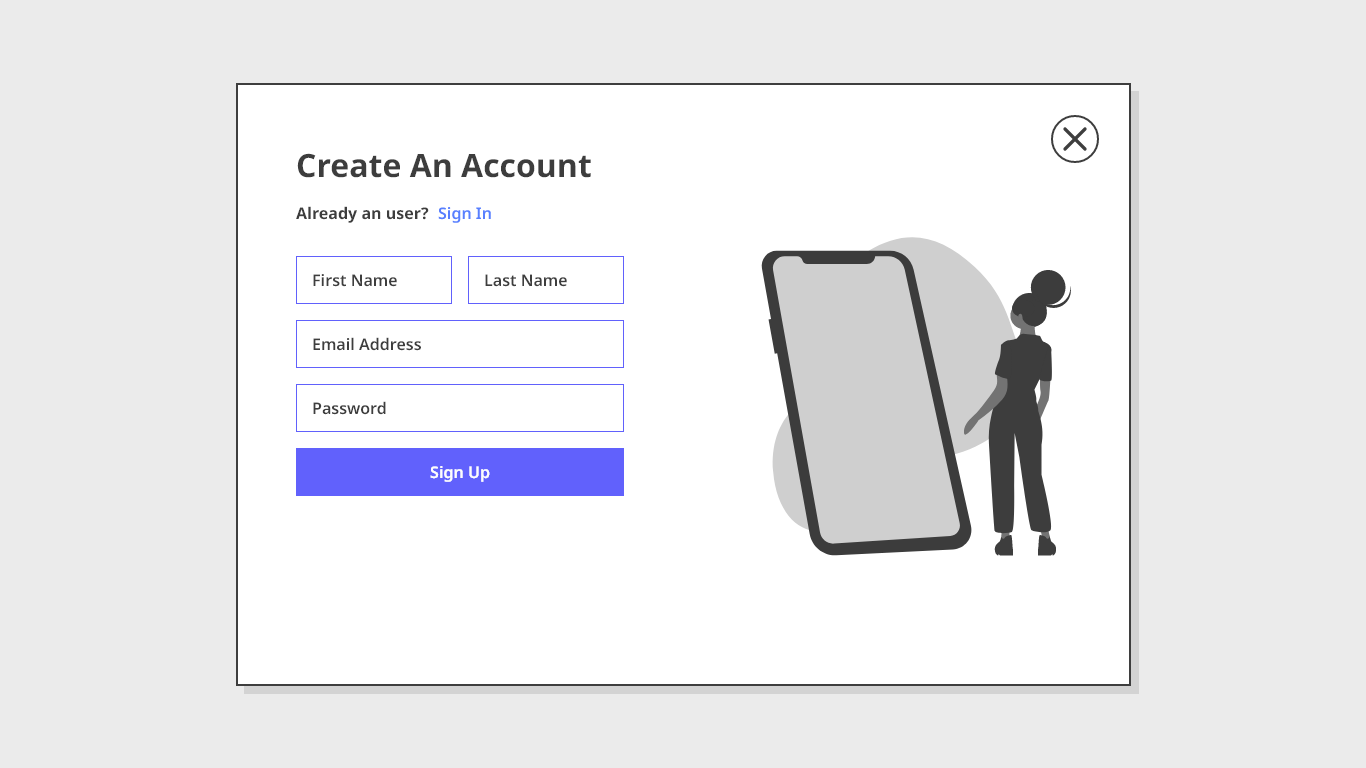 Create An Account
Already an user? Sign In
First Name Last Name
Email Address
Password
Sign Up